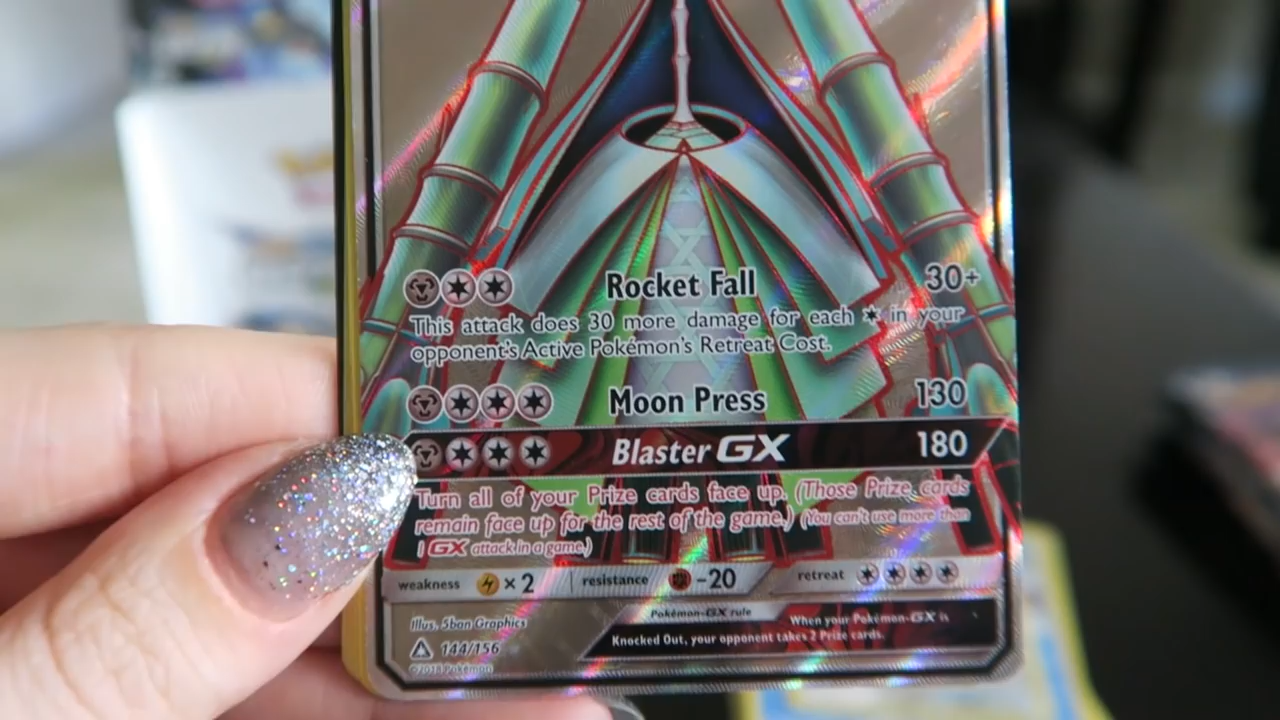 Rocket Fall 30+
This attack does 30 more damage for each in your
opponent's Active Pokémon's Retreat Cost.
Moon Press 130
Blaster GX 180
Turn all of your Prize cards face up. (Those Prize cards
remain face up for the rest of the game.) (You can't use more than
1 GX attack in a game.)
weakness ×2 resistance -20 retreat
Pokémon-GX rule When your Pokémon-GX is
Knocked Out, your opponent takes 2 Prize cards.
Illus. 5ban Graphics
144/156
©2018 Pokémon